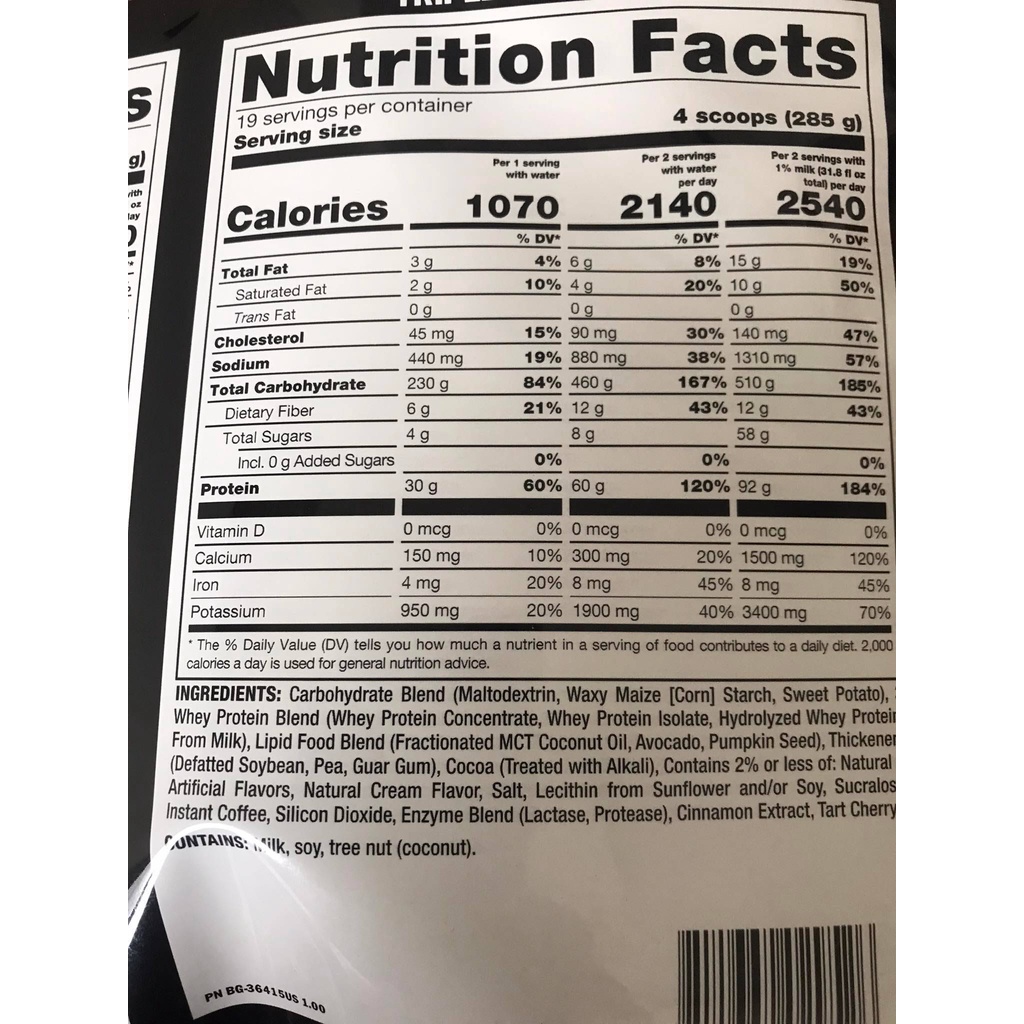 Nutrition Facts
19 servings per container
Serving size 4 scoops (285 g)
Per 1 serving with water
Per 2 servings with water per day
Per 2 servings with 1% milk (31.8 fl oz total) per day
Calories 1070 2140 2540
% DV* % DV* % DV*
Total Fat 3 g 4% 6 g 8% 15 g 19%
Saturated Fat 2 g 10% 4 g 20% 10 g 50%
Trans Fat 0 g 0 g 0 g
Cholesterol 45 mg 15% 90 mg 30% 140 mg 47%
Sodium 440 mg 19% 880 mg 38% 1310 mg 57%
Total Carbohydrate 230 g 84% 460 g 167% 510 g 185%
Dietary Fiber 6 g 21% 12 g 43% 12 g 43%
Total Sugars 4 g 8 g 58 g
Incl. 0 g Added Sugars 0% 0% 0%
Protein 30 g 60% 60 g 120% 92 g 184%
Vitamin D 0 mcg 0% 0 mcg 0% 0 mcg 0%
Calcium 150 mg 10% 300 mg 20% 1500 mg 120%
Iron 4 mg 20% 8 mg 45% 8 mg 45%
Potassium 950 mg 20% 1900 mg 40% 3400 mg 70%
* The % Daily Value (DV) tells you how much a nutrient in a serving of food contributes to a daily diet. 2,000
calories a day is used for general nutrition advice.
INGREDIENTS: Carbohydrate Blend (Maltodextrin, Waxy Maize [Corn] Starch, Sweet Potato),
Whey Protein Blend (Whey Protein Concentrate, Whey Protein Isolate, Hydrolyzed Whey Protein
From Milk), Lipid Food Blend (Fractionated MCT Coconut Oil, Avocado, Pumpkin Seed), Thickener
(Defatted Soybean, Pea, Guar Gum), Cocoa (Treated with Alkali), Contains 2% or less of: Natural
Artificial Flavors, Natural Cream Flavor, Salt, Lecithin from Sunflower and/or Soy, Sucralos
Instant Coffee, Silicon Dioxide, Enzyme Blend (Lactase, Protease), Cinnamon Extract, Tart Cherry
CONTAINS: Milk, soy, tree nut (coconut).
PN BG-36415US 1.00